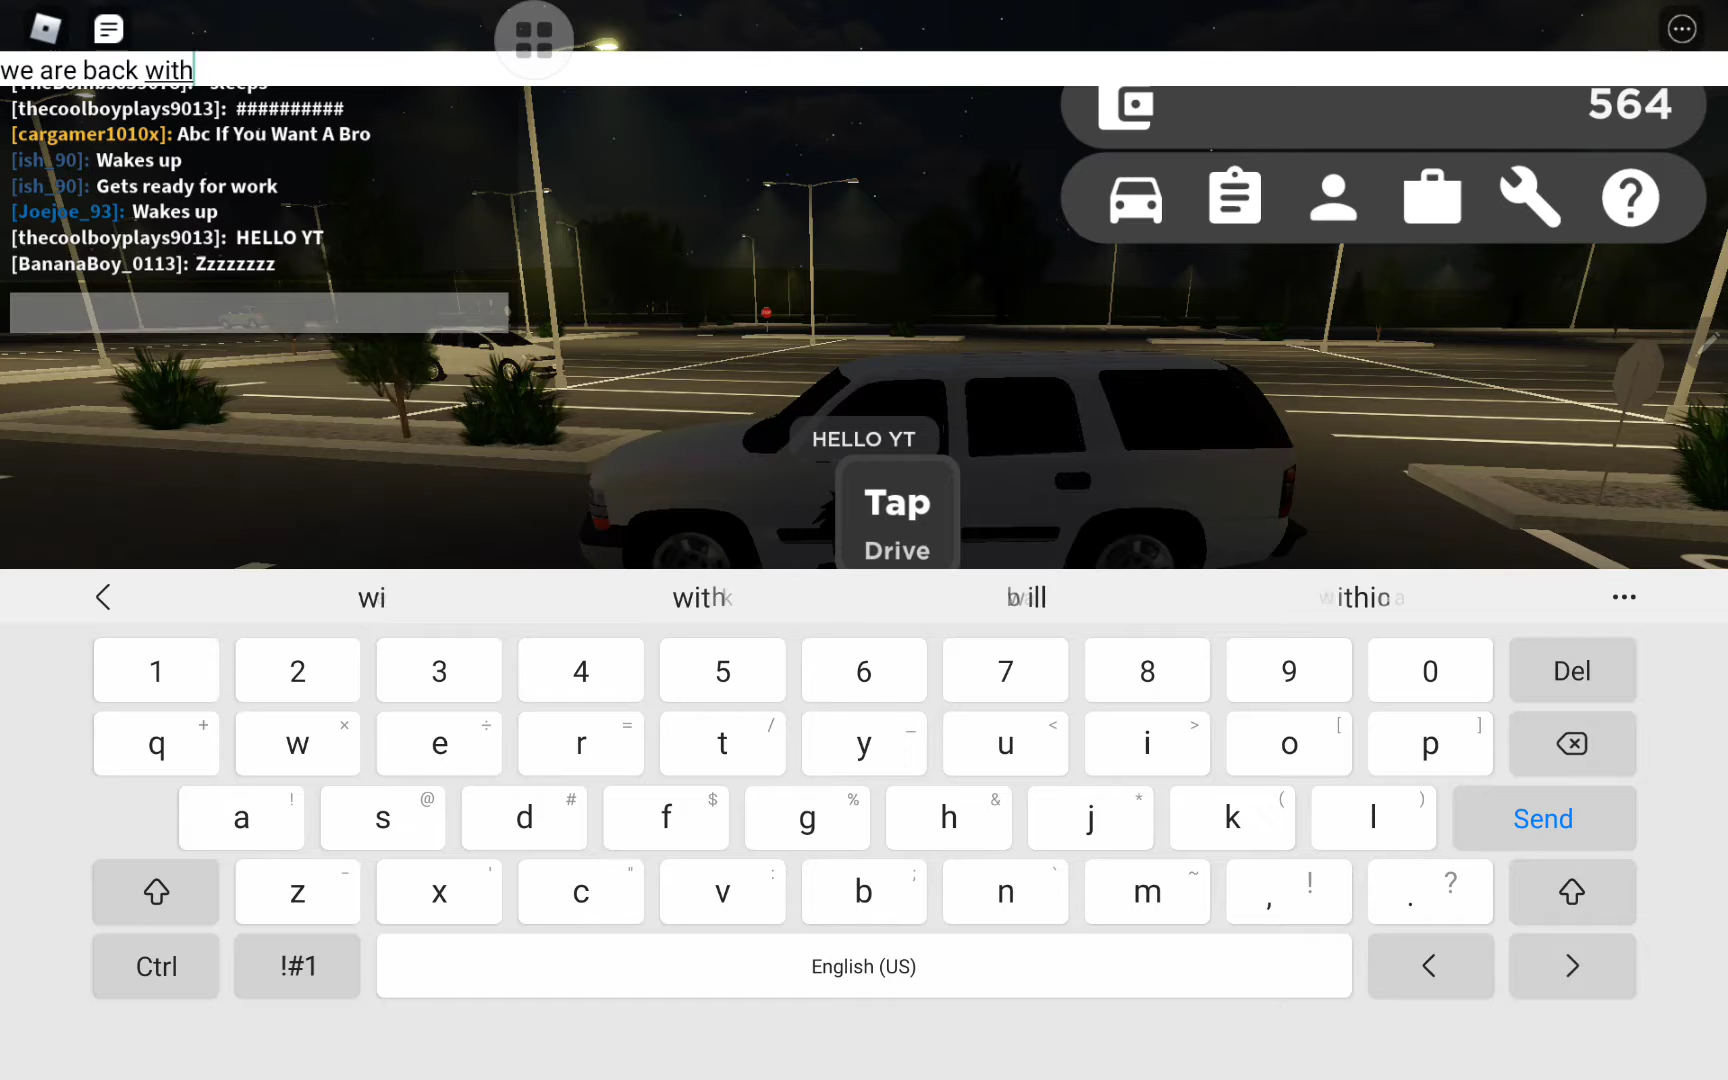 we are back with
[thecoolboyplays9013]: ##########
[cargamer1010x]: Abc If You Want A Bro
[ish_90]: Wakes up
[ish_90]: Gets ready for work
[Joejoe_93]: Wakes up
[thecoolboyplays9013]: HELLO YT
[BananaBoy_0113]: Zzzzzzzz
564
HELLO YT
Tap
Drive
wi with
1 2 3 4 5 6 7 8 9 0 Del
q + w × e ÷ r = t / y _ u < i > o [ p ]
a ! s @ d # f $ g % h & j * k ( l ) Send
z - x ' c " v : b ; n ` m ~ , ! . ?
Ctrl !#1 English (US) < >